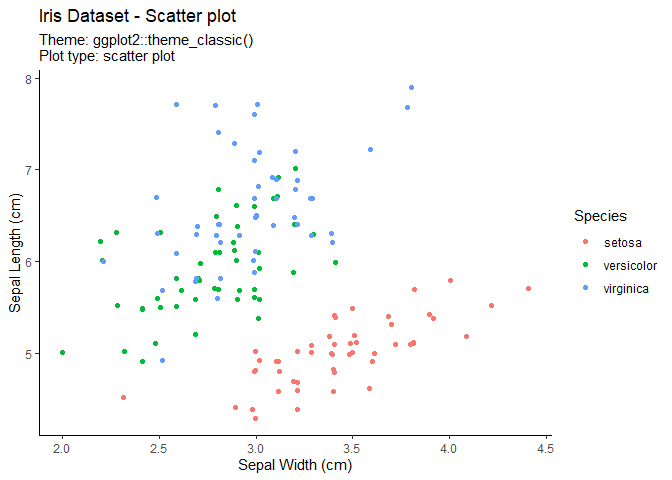 Iris Dataset - Scatter plot
Theme: ggplot2::theme_classic()
Plot type: scatter plot
8
7
6
5
Sepal Length (cm)
2.0 2.5 3.0 3.5 4.0 4.5
Sepal Width (cm)
Species
setosa
versicolor
virginica